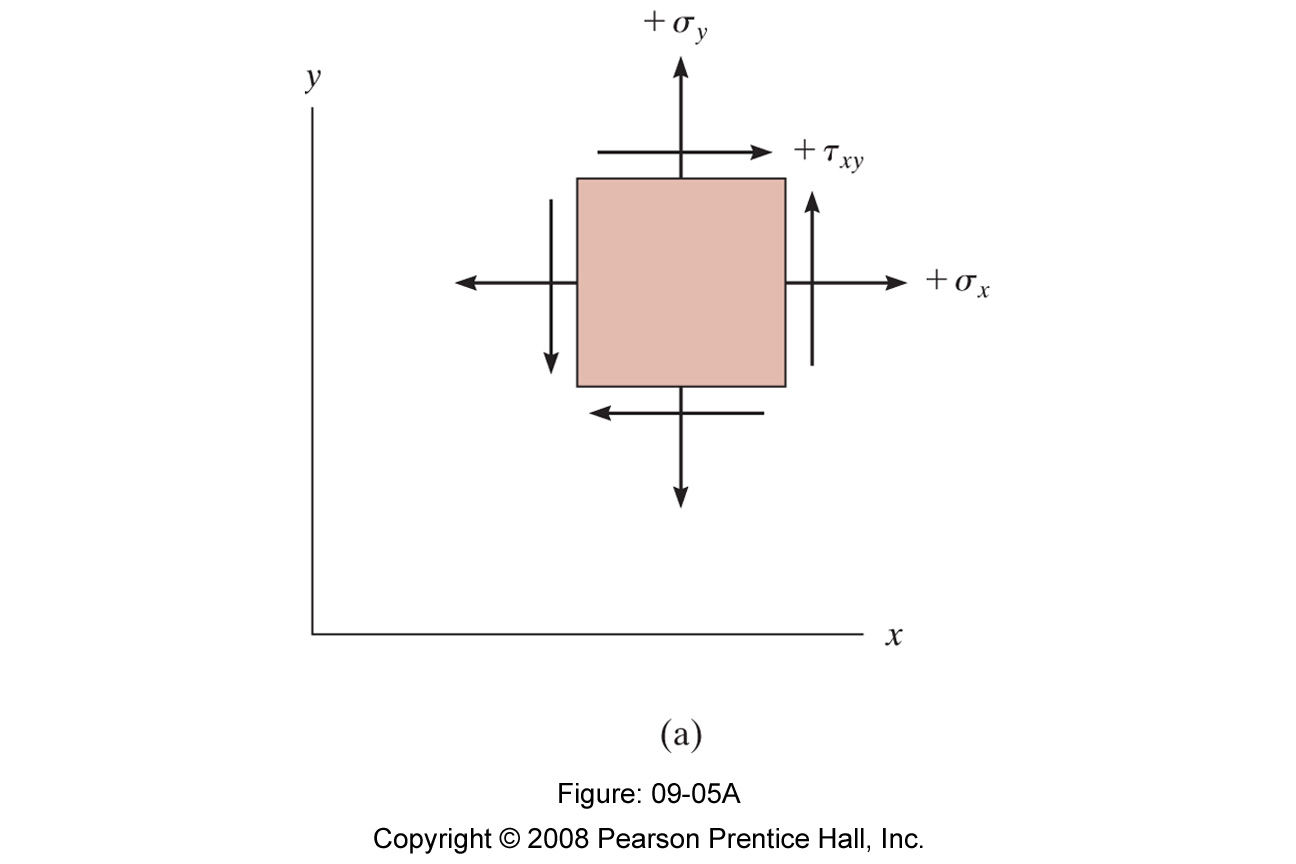 +σy
y
+τxy
+σx
x
(a)
Figure: 09-05A
Copyright © 2008 Pearson Prentice Hall, Inc.